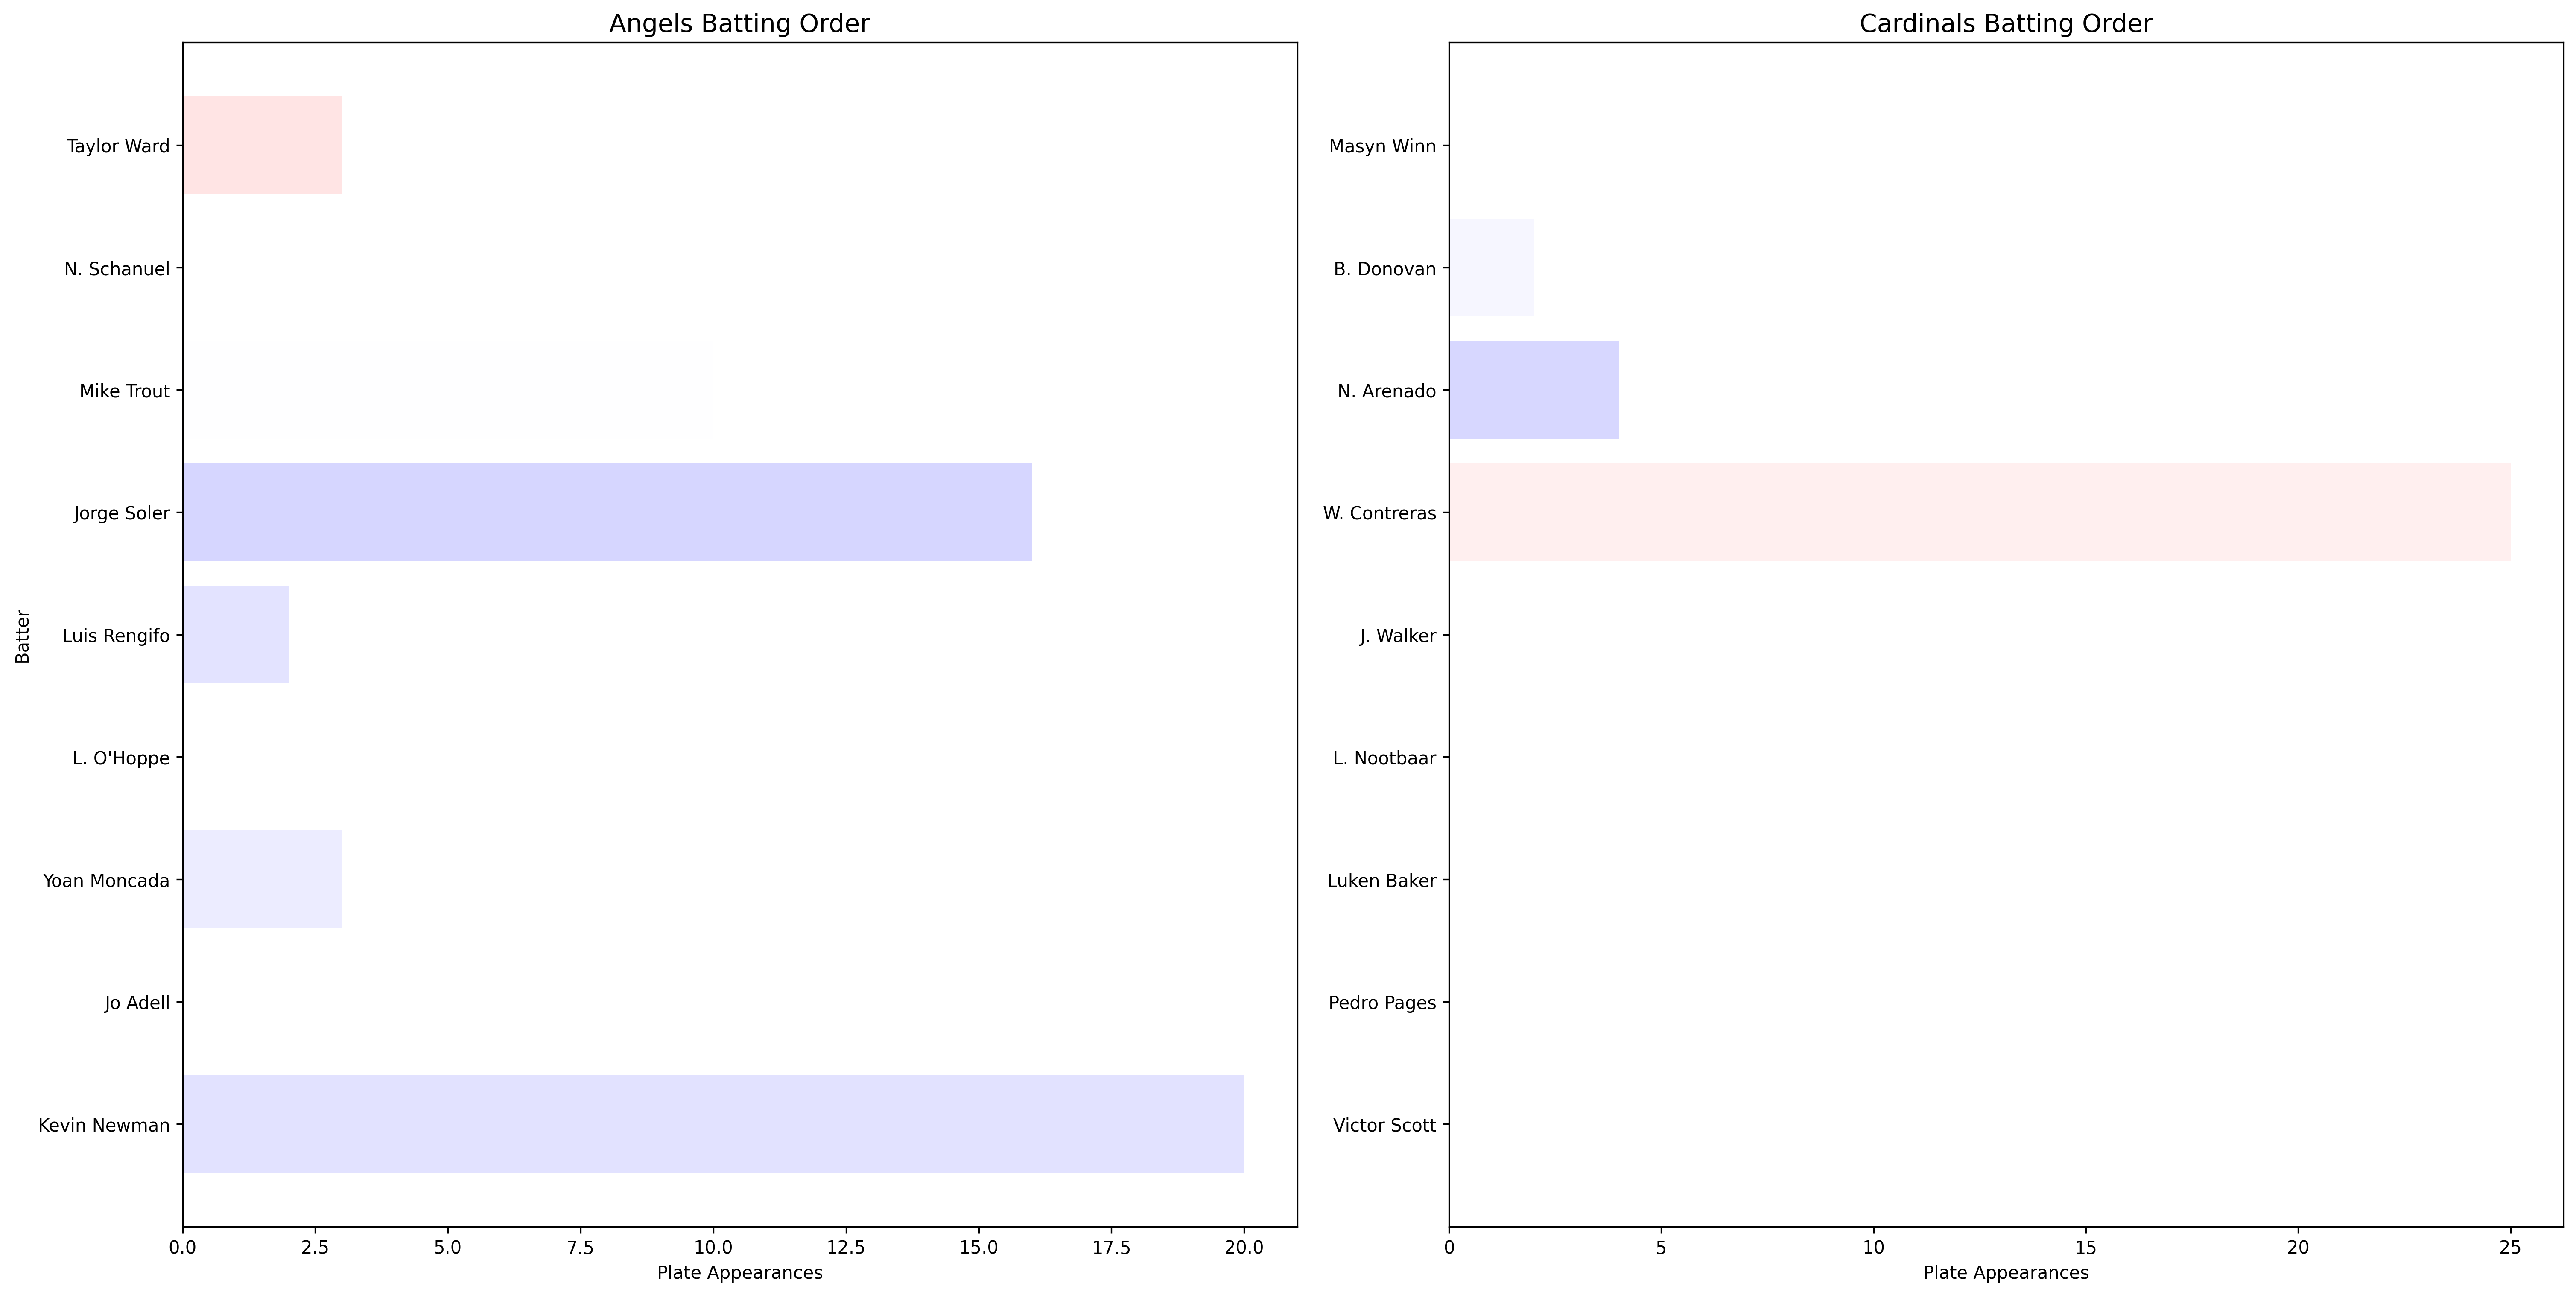 Angels Batting Order
Batter
Taylor Ward
N. Schanuel
Mike Trout
Jorge Soler
Luis Rengifo
L. O'Hoppe
Yoan Moncada
Jo Adell
Kevin Newman
0.0 2.5 5.0 7.5 10.0 12.5 15.0 17.5 20.0
Plate Appearances
Cardinals Batting Order
Masyn Winn
B. Donovan
N. Arenado
W. Contreras
J. Walker
L. Nootbaar
Luken Baker
Pedro Pages
Victor Scott
0 5 10 15 20 25
Plate Appearances